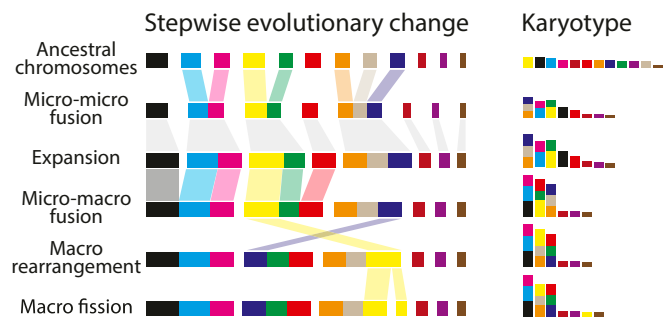 Stepwise evolutionary change
Karyotype
Ancestral
chromosomes
Micro-micro
fusion
Expansion
Micro-macro
fusion
Macro
rearrangement
Macro fission